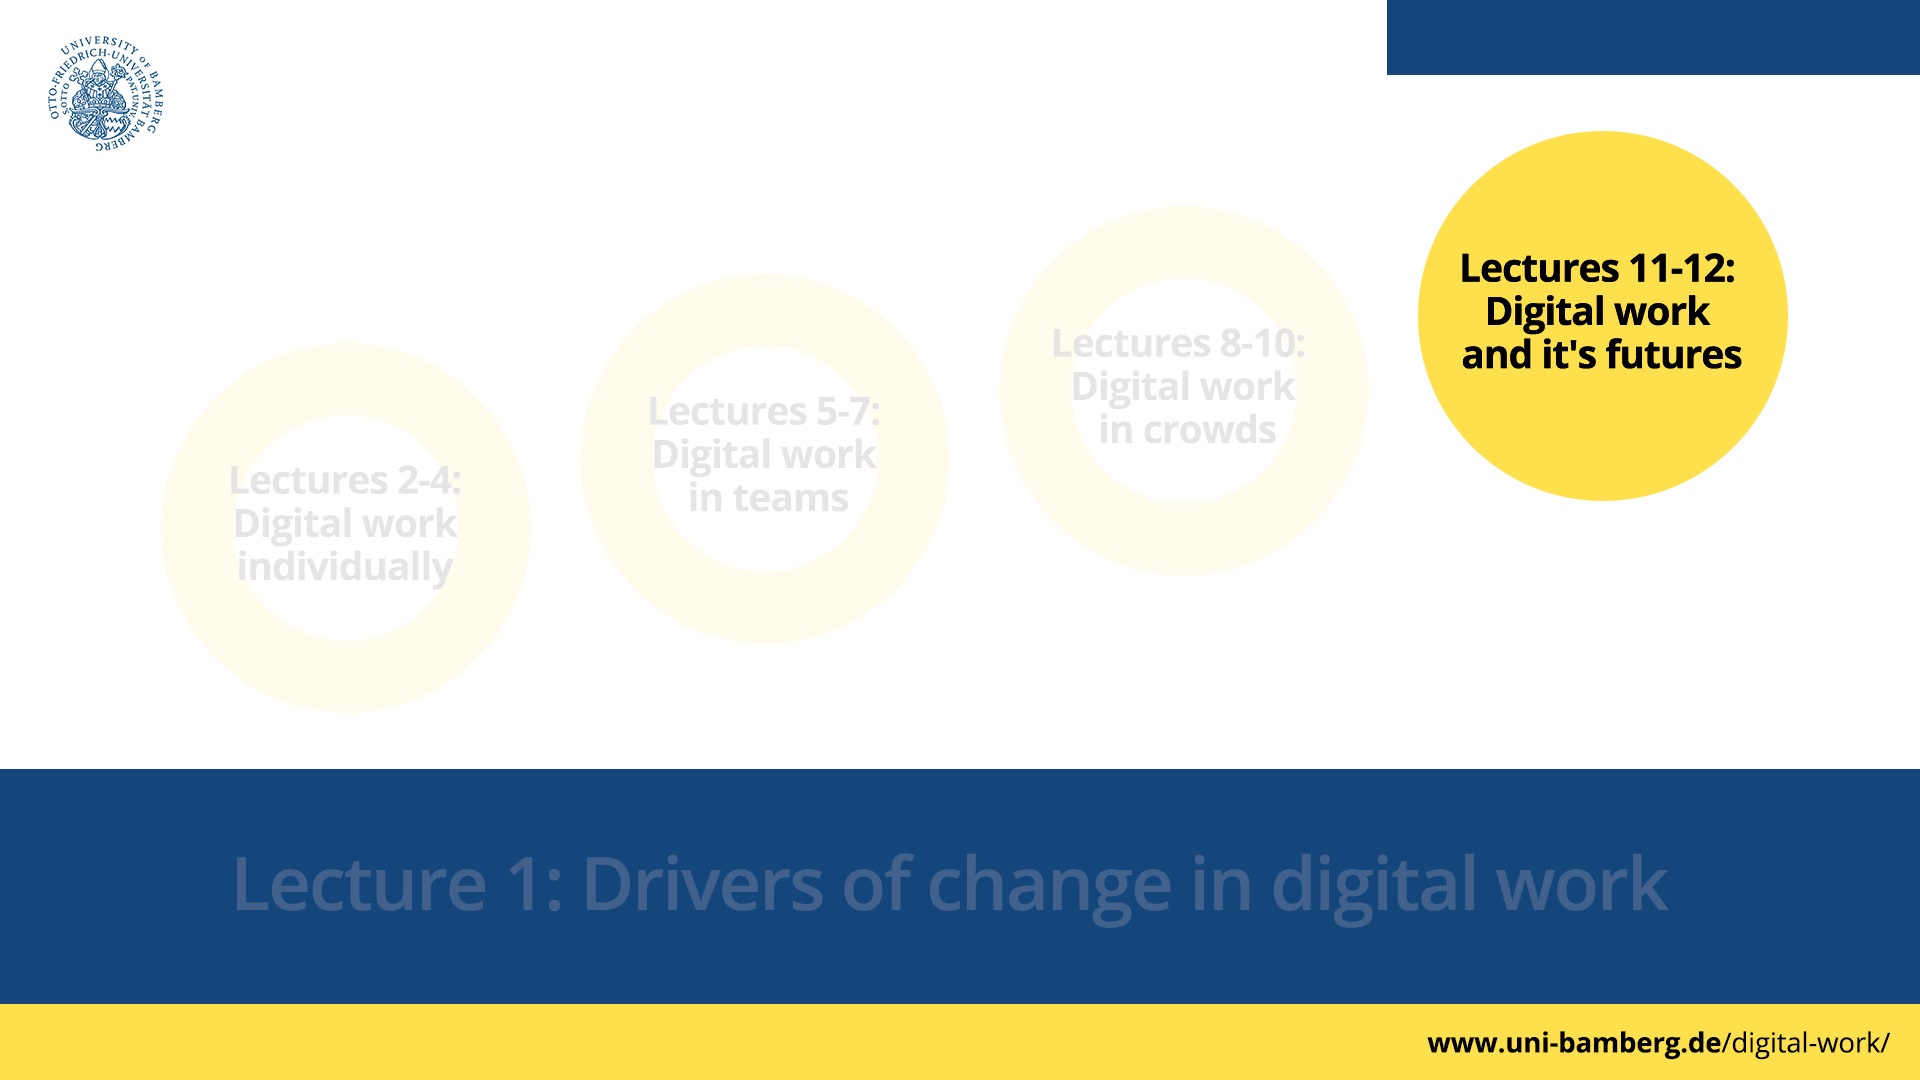 UNIVERSITY OF BAMBERG
OTTO-FRIEDRICH-UNIVERSITÄT BAMBERG
Lectures 11-12:
Digital work
and it's futures
Lectures 8-10:
Digital work
in crowds
Lectures 5-7:
Digital work
in teams
Lectures 2-4:
Digital work
individually
Lecture 1: Drivers of change in digital work
www.uni-bamberg.de/digital-work/